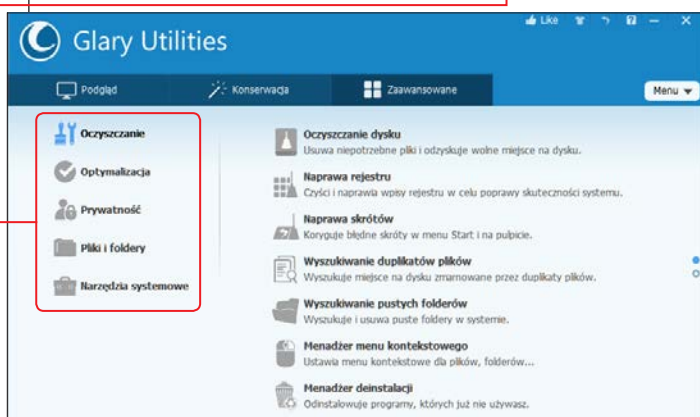 Like
Glary Utilities
Podgląd
Konserwacja
Zaawansowane
Menu
Oczyszczanie
Optymalizacja
Prywatność
Pliki i foldery
Narzędzia systemowe
Oczyszczanie dysku
Usuwa niepotrzebne pliki i odzyskuje wolne miejsce na dysku.
Naprawa rejestru
Czyści i naprawia wpisy rejestru w celu poprawy skuteczności systemu.
Naprawa skrótów
Koryguje błędne skróty w menu Start i na pulpicie.
Wyszukiwanie duplikatów plików
Wyszukuje miejsce na dysku zmarnowane przez duplikaty plików.
Wyszukiwanie pustych folderów
Wyszukuje i usuwa puste foldery w systemie.
Menadżer menu kontekstowego
Ustawia menu kontekstowe dla plików, folderów...
Menadżer deinstalacji
Odinstalowuje programy, których już nie używasz.